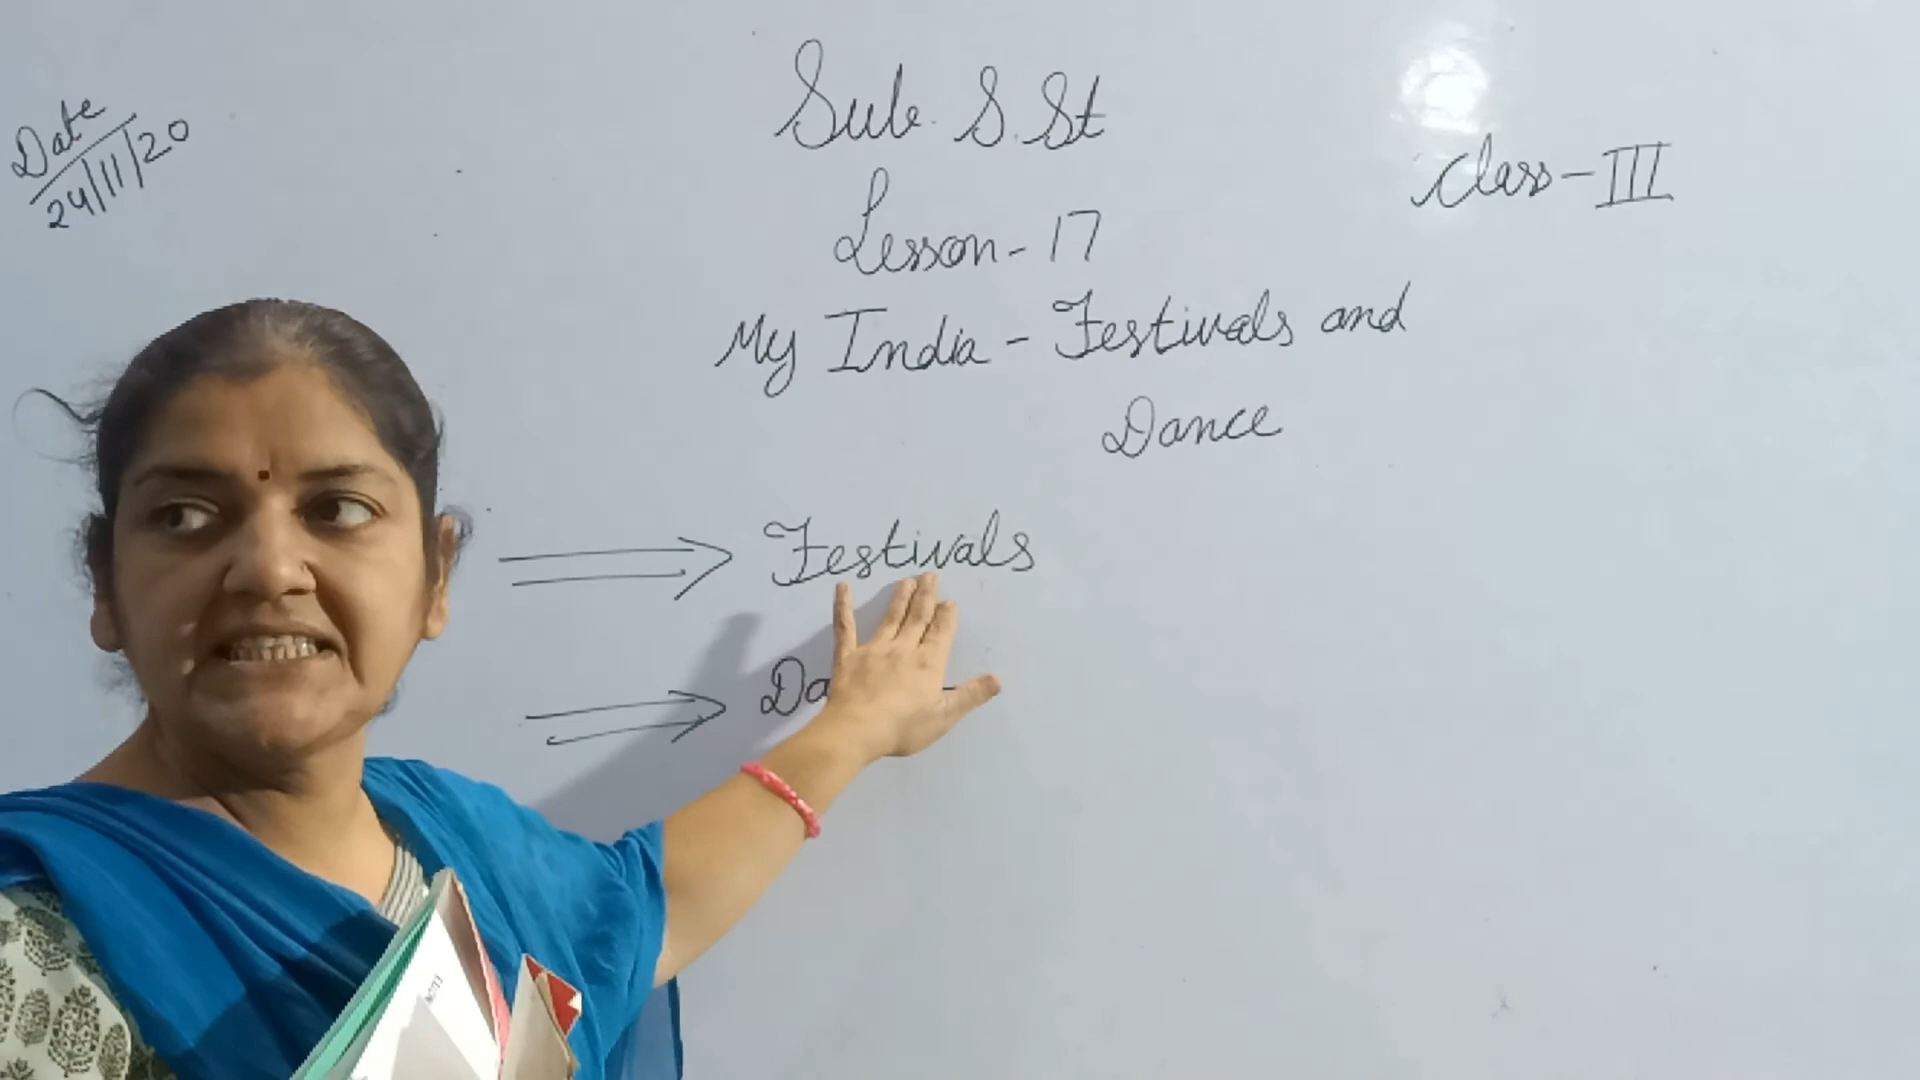 Date
24/11/20
Sub. S.St
Class-III
Lesson-17
My India - Festivals and
Dance
Festivals
Da